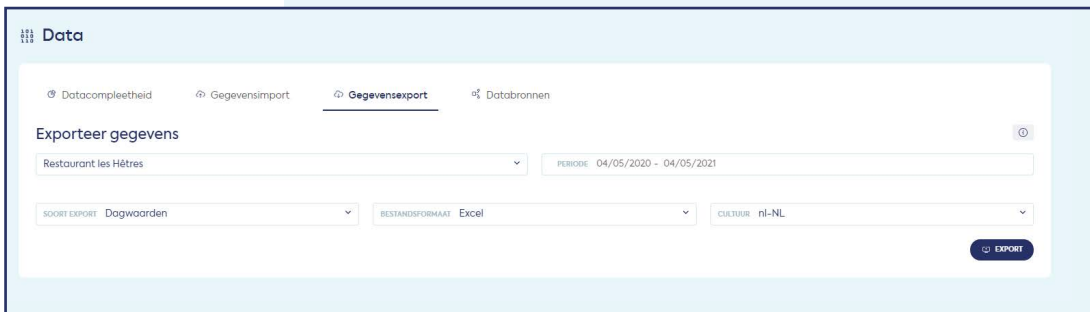 Data
Datacompleetheid Gegevensimport Gegevensexport Databronnen
Exporteer gegevens
Restaurant les Hêtres PERIODE 04/05/2020 - 04/05/2021
SOORT EXPORT Dagwaarden BESTANDSFORMAAT Excel CULTUUR nl-NL
EXPORT